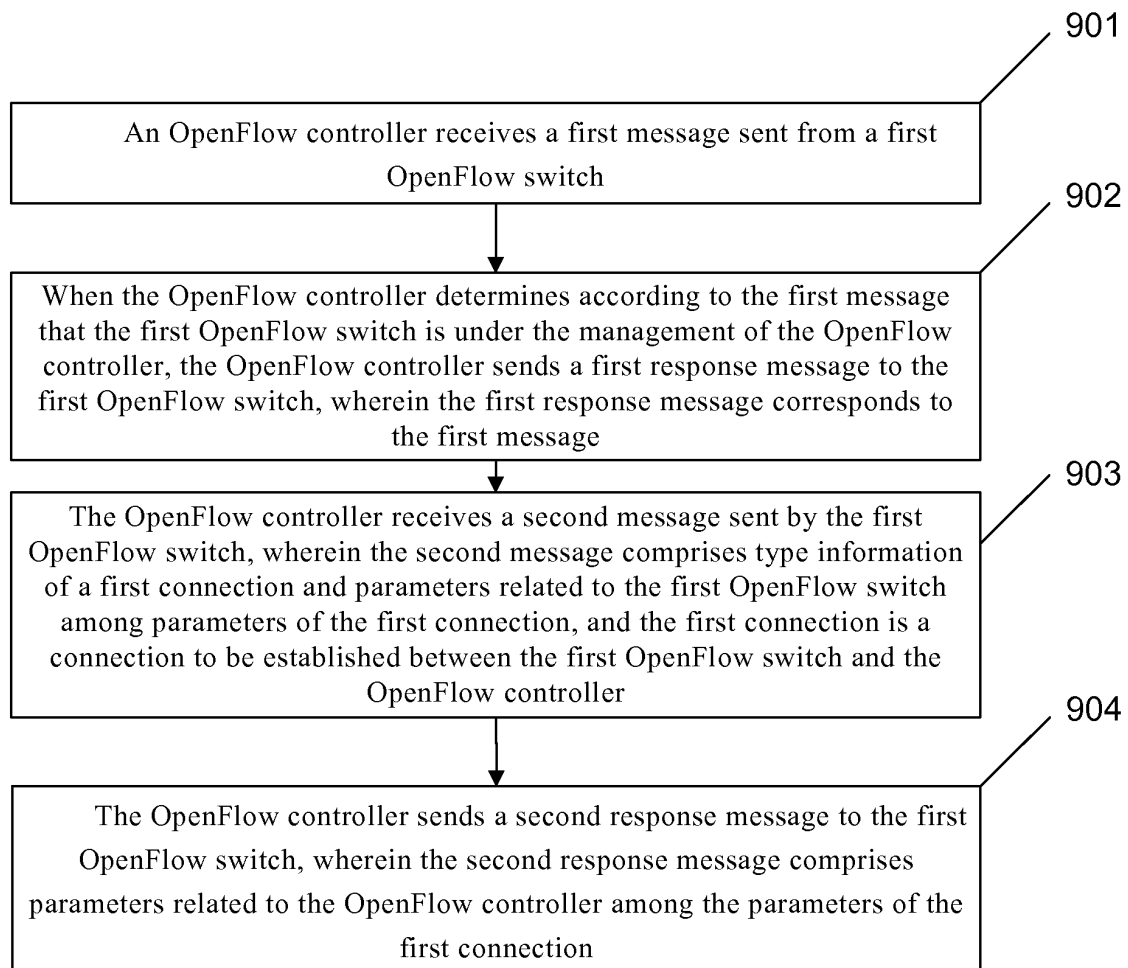 901
An OpenFlow controller receives a first message sent from a first
OpenFlow switch
902
When the OpenFlow controller determines according to the first message
that the first OpenFlow switch is under the management of the OpenFlow
controller, the OpenFlow controller sends a first response message to the
first OpenFlow switch, wherein the first response message corresponds to
the first message
903
The OpenFlow controller receives a second message sent by the first
OpenFlow switch, wherein the second message comprises type information
of a first connection and parameters related to the first OpenFlow switch
among parameters of the first connection, and the first connection is a
connection to be established between the first OpenFlow switch and the
OpenFlow controller
904
The OpenFlow controller sends a second response message to the first
OpenFlow switch, wherein the second response message comprises
parameters related to the OpenFlow controller among the parameters of the
first connection